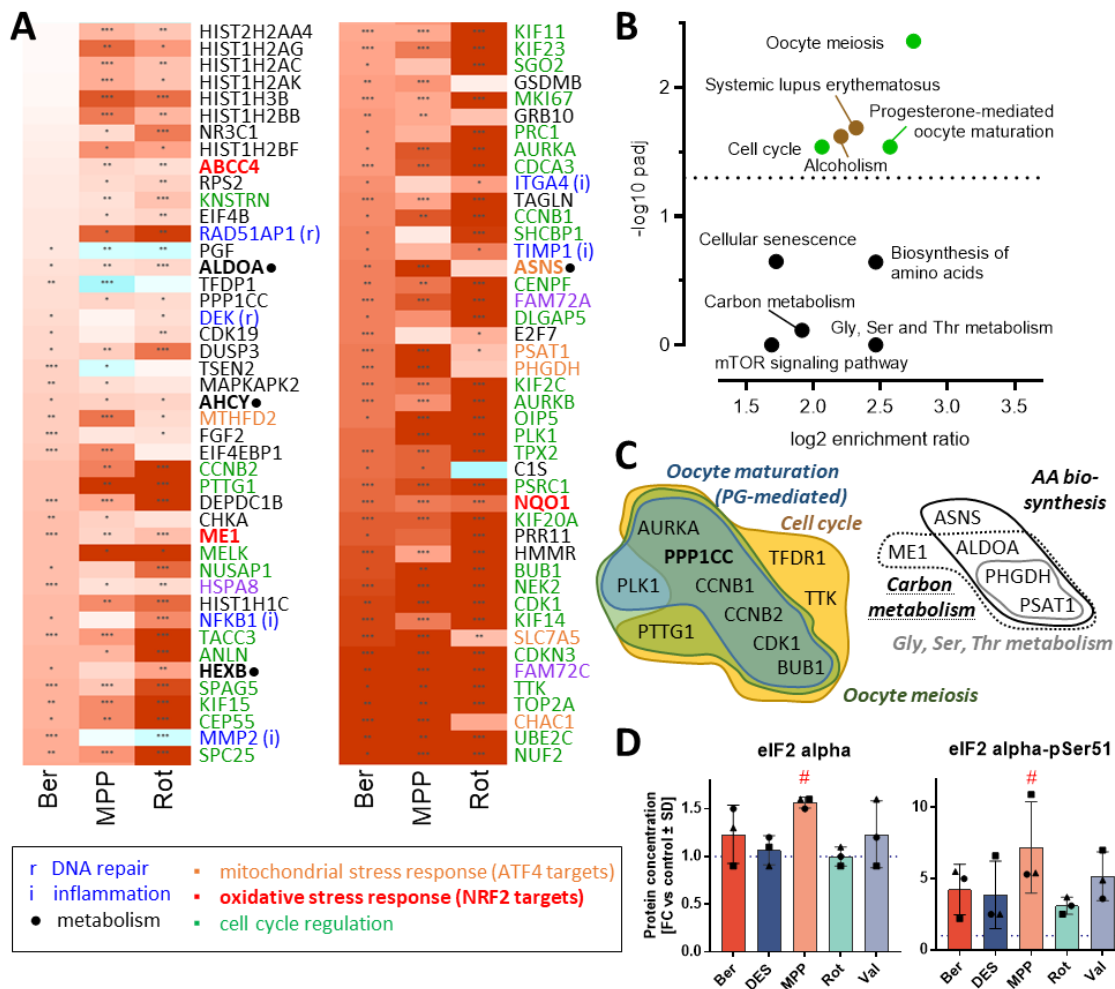 A
HIST2H2AA4
HIST1H2AG
HIST1H2AC
HIST1H2AK
HIST1H3B
HIST1H2BB
NR3C1
HIST1H2BF
ABCC4
RPS2
KNSTRN
EIF4B
RAD51AP1 (r)
PGF
ALDOA●
TFDP1
PPP1CC
DEK (r)
CDK19
DUSP3
TSEN2
MAPKAPK2
AHCY●
MTHFD2
FGF2
EIF4EBP1
CCNB2
PTTG1
DEPDC1B
CHKA
ME1
MELK
NUSAP1
HSPA8
HIST1H1C
NFKB1 (i)
TACC3
ANLN
HEXB●
SPAG5
KIF15
CEP55
MMP2 (i)
SPC25
Ber
MPP
Rot
KIF11
KIF23
SGO2
GSDMB
MKI67
GRB10
PRC1
AURKA
CDCA3
ITGA4 (i)
TAGLN
CCNB1
SHCBP1
TIMP1 (i)
ASNS●
CENPF
FAM72A
DLGAP5
E2F7
PSAT1
PHGDH
KIF2C
AURKB
OIP5
PLK1
TPX2
C1S
PSRC1
NQO1
KIF20A
PRR11
HMMR
BUB1
NEK2
CDK1
KIF14
SLC7A5
CDKN3
FAM72C
TTK
TOP2A
CHAC1
UBE2C
NUF2
Ber
MPP
Rot
r DNA repair
i inflammation
● metabolism
mitochondrial stress response (ATF4 targets)
oxidative stress response (NRF2 targets)
cell cycle regulation
B
Oocyte meiosis
Systemic lupus erythematosus
Progesterone-mediated
oocyte maturation
Cell cycle
Alcoholism
Cellular senescence
Biosynthesis of
amino acids
Carbon metabolism
Gly, Ser and Thr metabolism
mTOR signaling pathway
-log10 padj
2
1
0
1.5
2.0
2.5
3.0
3.5
log2 enrichment ratio
C
Oocyte maturation
(PG-mediated)
Cell cycle
AURKA
PPP1CC
TFDR1
PLK1
CCNB1
TTK
CCNB2
PTTG1
CDK1
BUB1
Oocyte meiosis
AA bio-
synthesis
ASNS
ME1
ALDOA
PHGDH
Carbon
metabolism
PSAT1
Gly, Ser, Thr metabolism
D
eIF2 alpha
Protein concentration
[FC vs control ± SD]
1.5
1.0
0.5
0.0
#
Ber
DES
MPP
Rot
Val
eIF2 alpha-pSer51
10
5
0
#
Ber
DES
MPP
Rot
Val